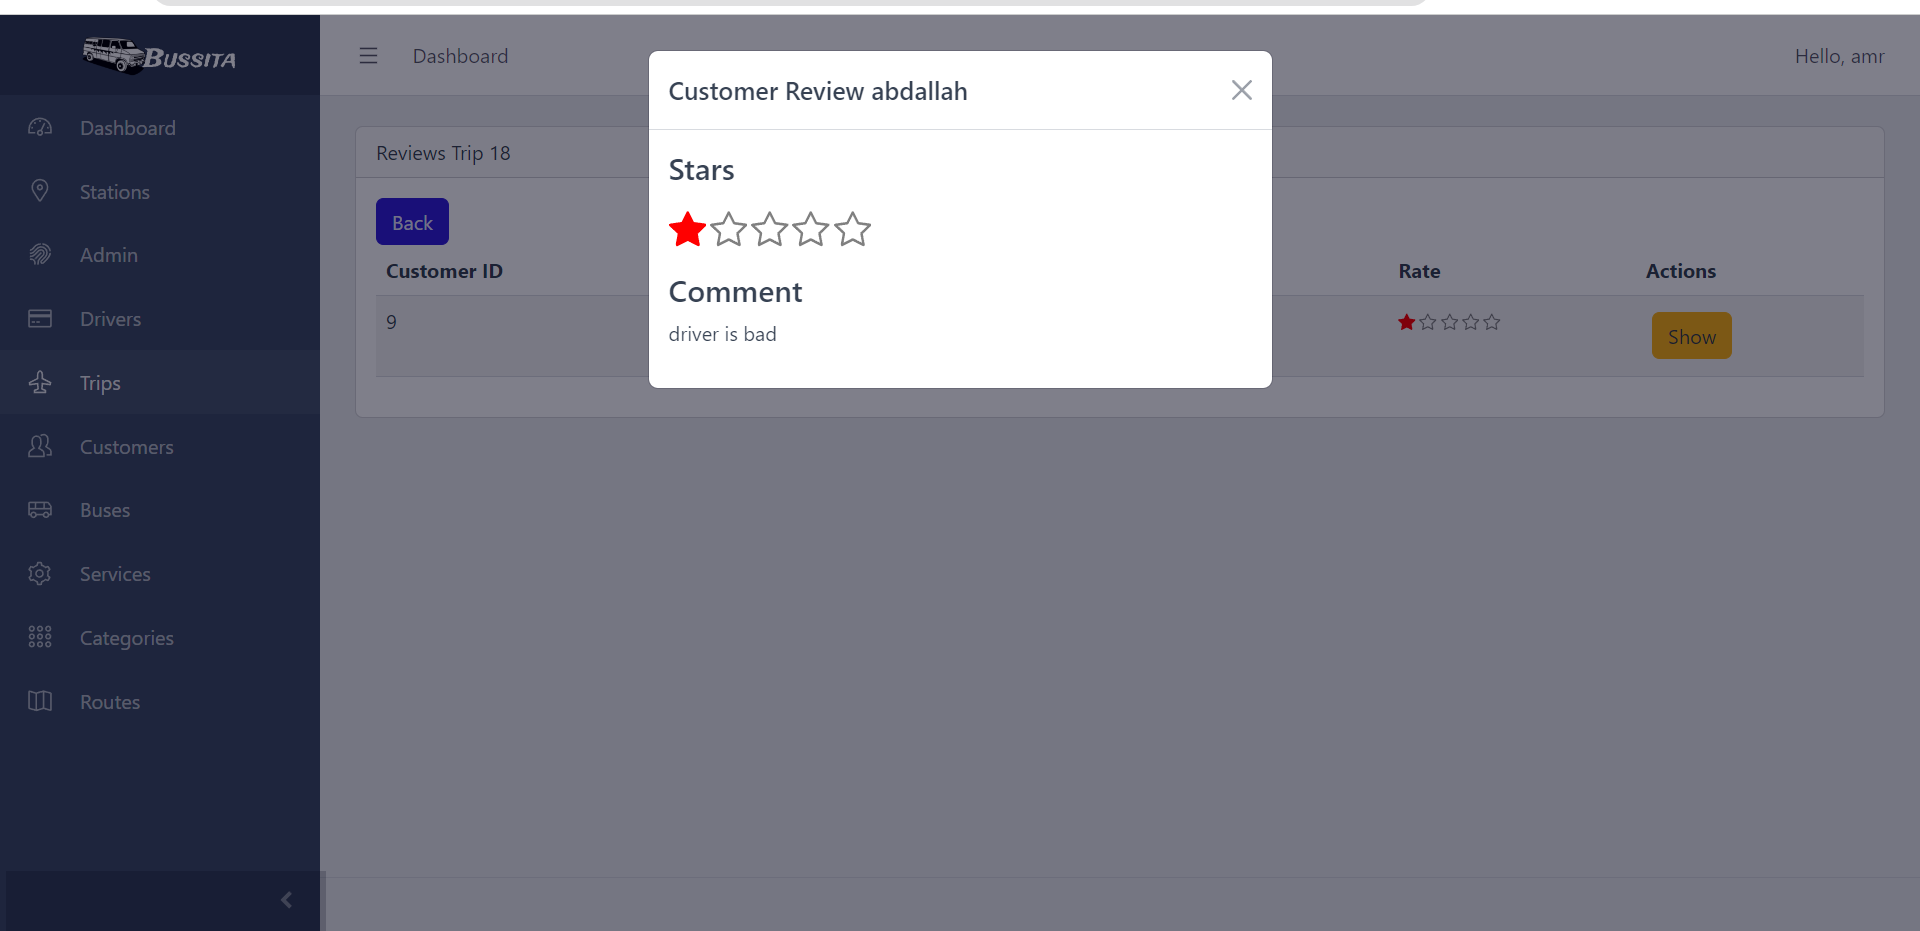 BUSSITA
Dashboard
Hello, amr
Dashboard
Stations
Admin
Drivers
Trips
Customers
Buses
Services
Categories
Routes
Reviews Trip 18
Back
Customer ID
Rate
Actions
9
Show
Customer Review abdallah
Stars
Comment
driver is bad